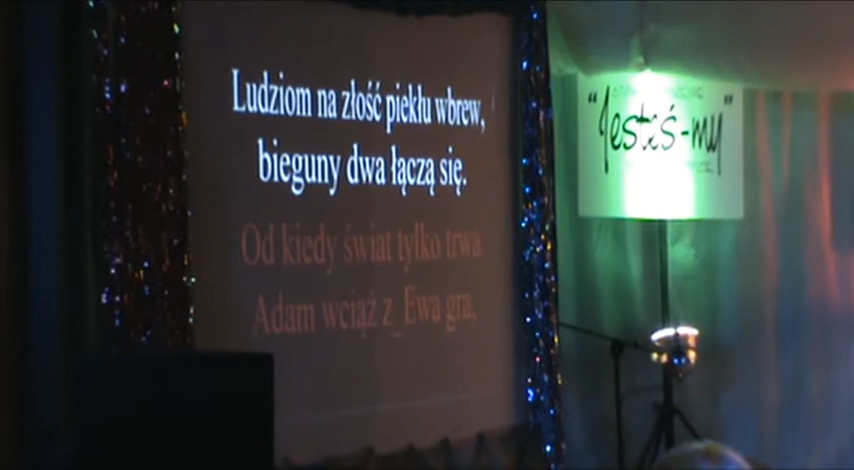 Ludziom na złość piekłu wbrew,
bieguny dwa łączą się.
Od kiedy świat tylko trwa
Adam wciąż z Ewa gra,
"Jesteś-my"